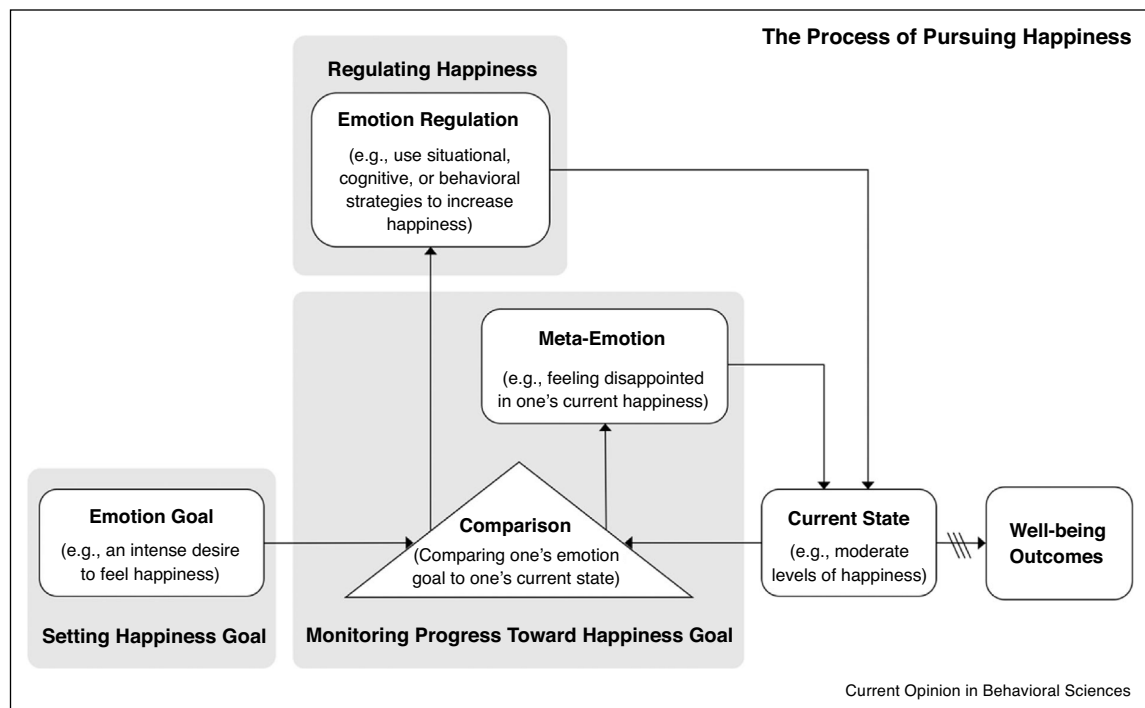 The Process of Pursuing Happiness
Regulating Happiness
Emotion Regulation
(e.g., use situational,
cognitive, or behavioral
strategies to increase
happiness)
Meta-Emotion
(e.g., feeling disappointed
in one’s current happiness)
Emotion Goal
(e.g., an intense desire
to feel happiness)
Setting Happiness Goal
Comparison
(Comparing one’s emotion
goal to one’s current state)
Monitoring Progress Toward Happiness Goal
Current State
(e.g., moderate
levels of happiness)
Well-being
Outcomes
Current Opinion in Behavioral Sciences